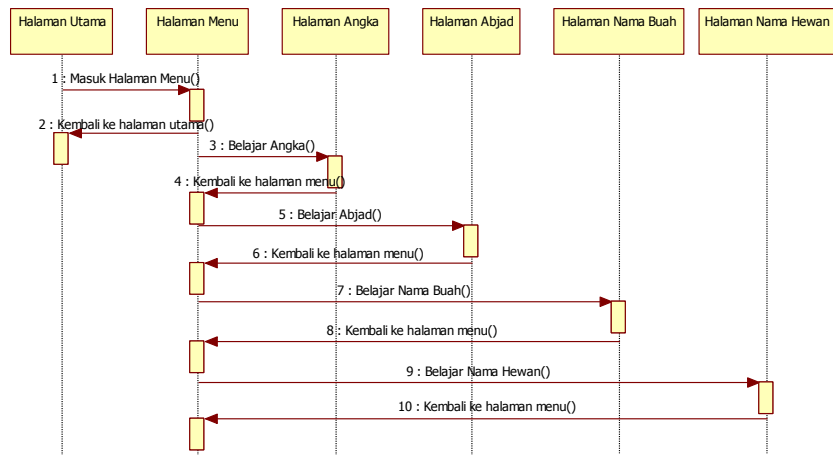 Halaman Utama
Halaman Menu
Halaman Angka
Halaman Abjad
Halaman Nama Buah
Halaman Nama Hewan
1 : Masuk Halaman Menu()
2 : Kembali ke halaman utama()
3 : Belajar Angka()
4 : Kembali ke halaman menu()
5 : Belajar Abjad()
6 : Kembali ke halaman menu()
7 : Belajar Nama Buah()
8 : Kembali ke halaman menu()
9 : Belajar Nama Hewan()
10 : Kembali ke halaman menu()